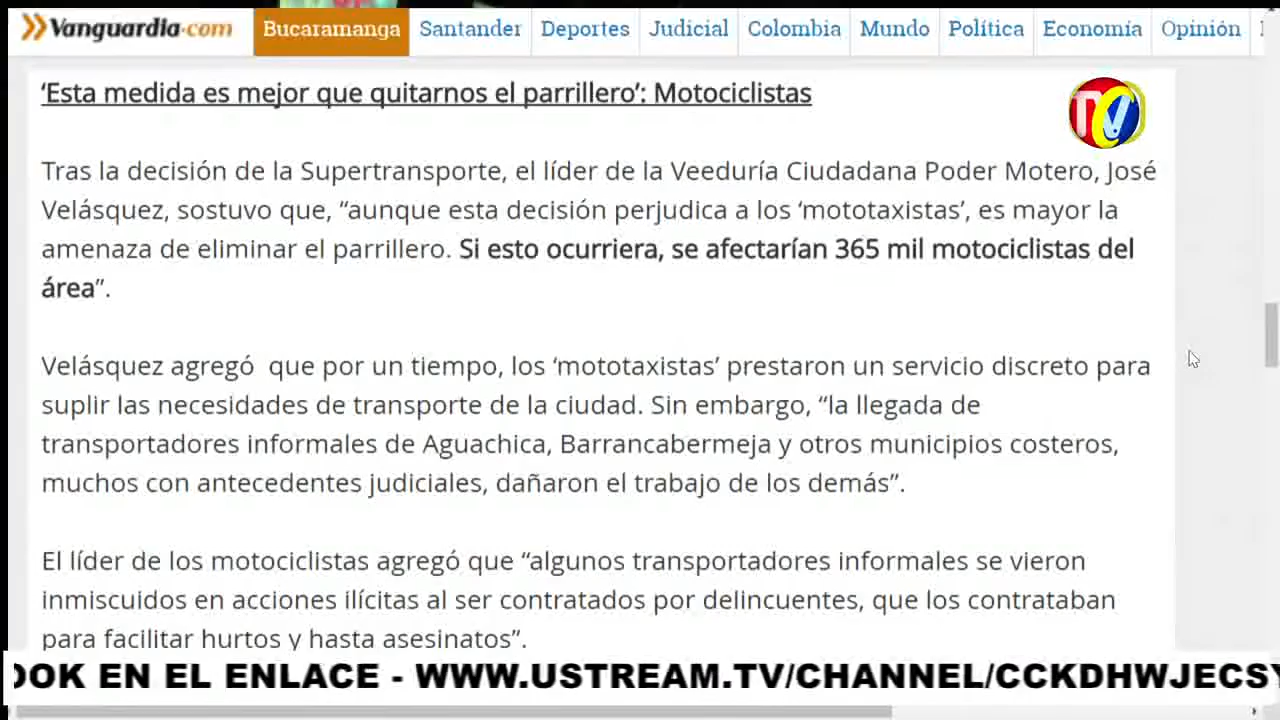 Vanguardia.com Bucaramanga Santander Deportes Judicial Colombia Mundo Política Economía Opinión
‘Esta medida es mejor que quitarnos el parrillero’: Motociclistas
TVC
Tras la decisión de la Supertransporte, el líder de la Veeduría Ciudadana Poder Motero, José
Velásquez, sostuvo que, “aunque esta decisión perjudica a los ‘mototaxistas’, es mayor la
amenaza de eliminar el parrillero. Si esto ocurriera, se afectarían 365 mil motociclistas del
área”.
Velásquez agregó que por un tiempo, los ‘mototaxistas’ prestaron un servicio discreto para
suplir las necesidades de transporte de la ciudad. Sin embargo, “la llegada de
transportadores informales de Aguachica, Barrancabermeja y otros municipios costeros,
muchos con antecedentes judiciales, dañaron el trabajo de los demás”.
El líder de los motociclistas agregó que “algunos transportadores informales se vieron
inmiscuidos en acciones ilícitas al ser contratados por delincuentes, que los contrataban
para facilitar hurtos y hasta asesinatos”.
OOK EN EL ENLACE - WWW.USTREAM.TV/CHANNEL/CCKDHWJECSY